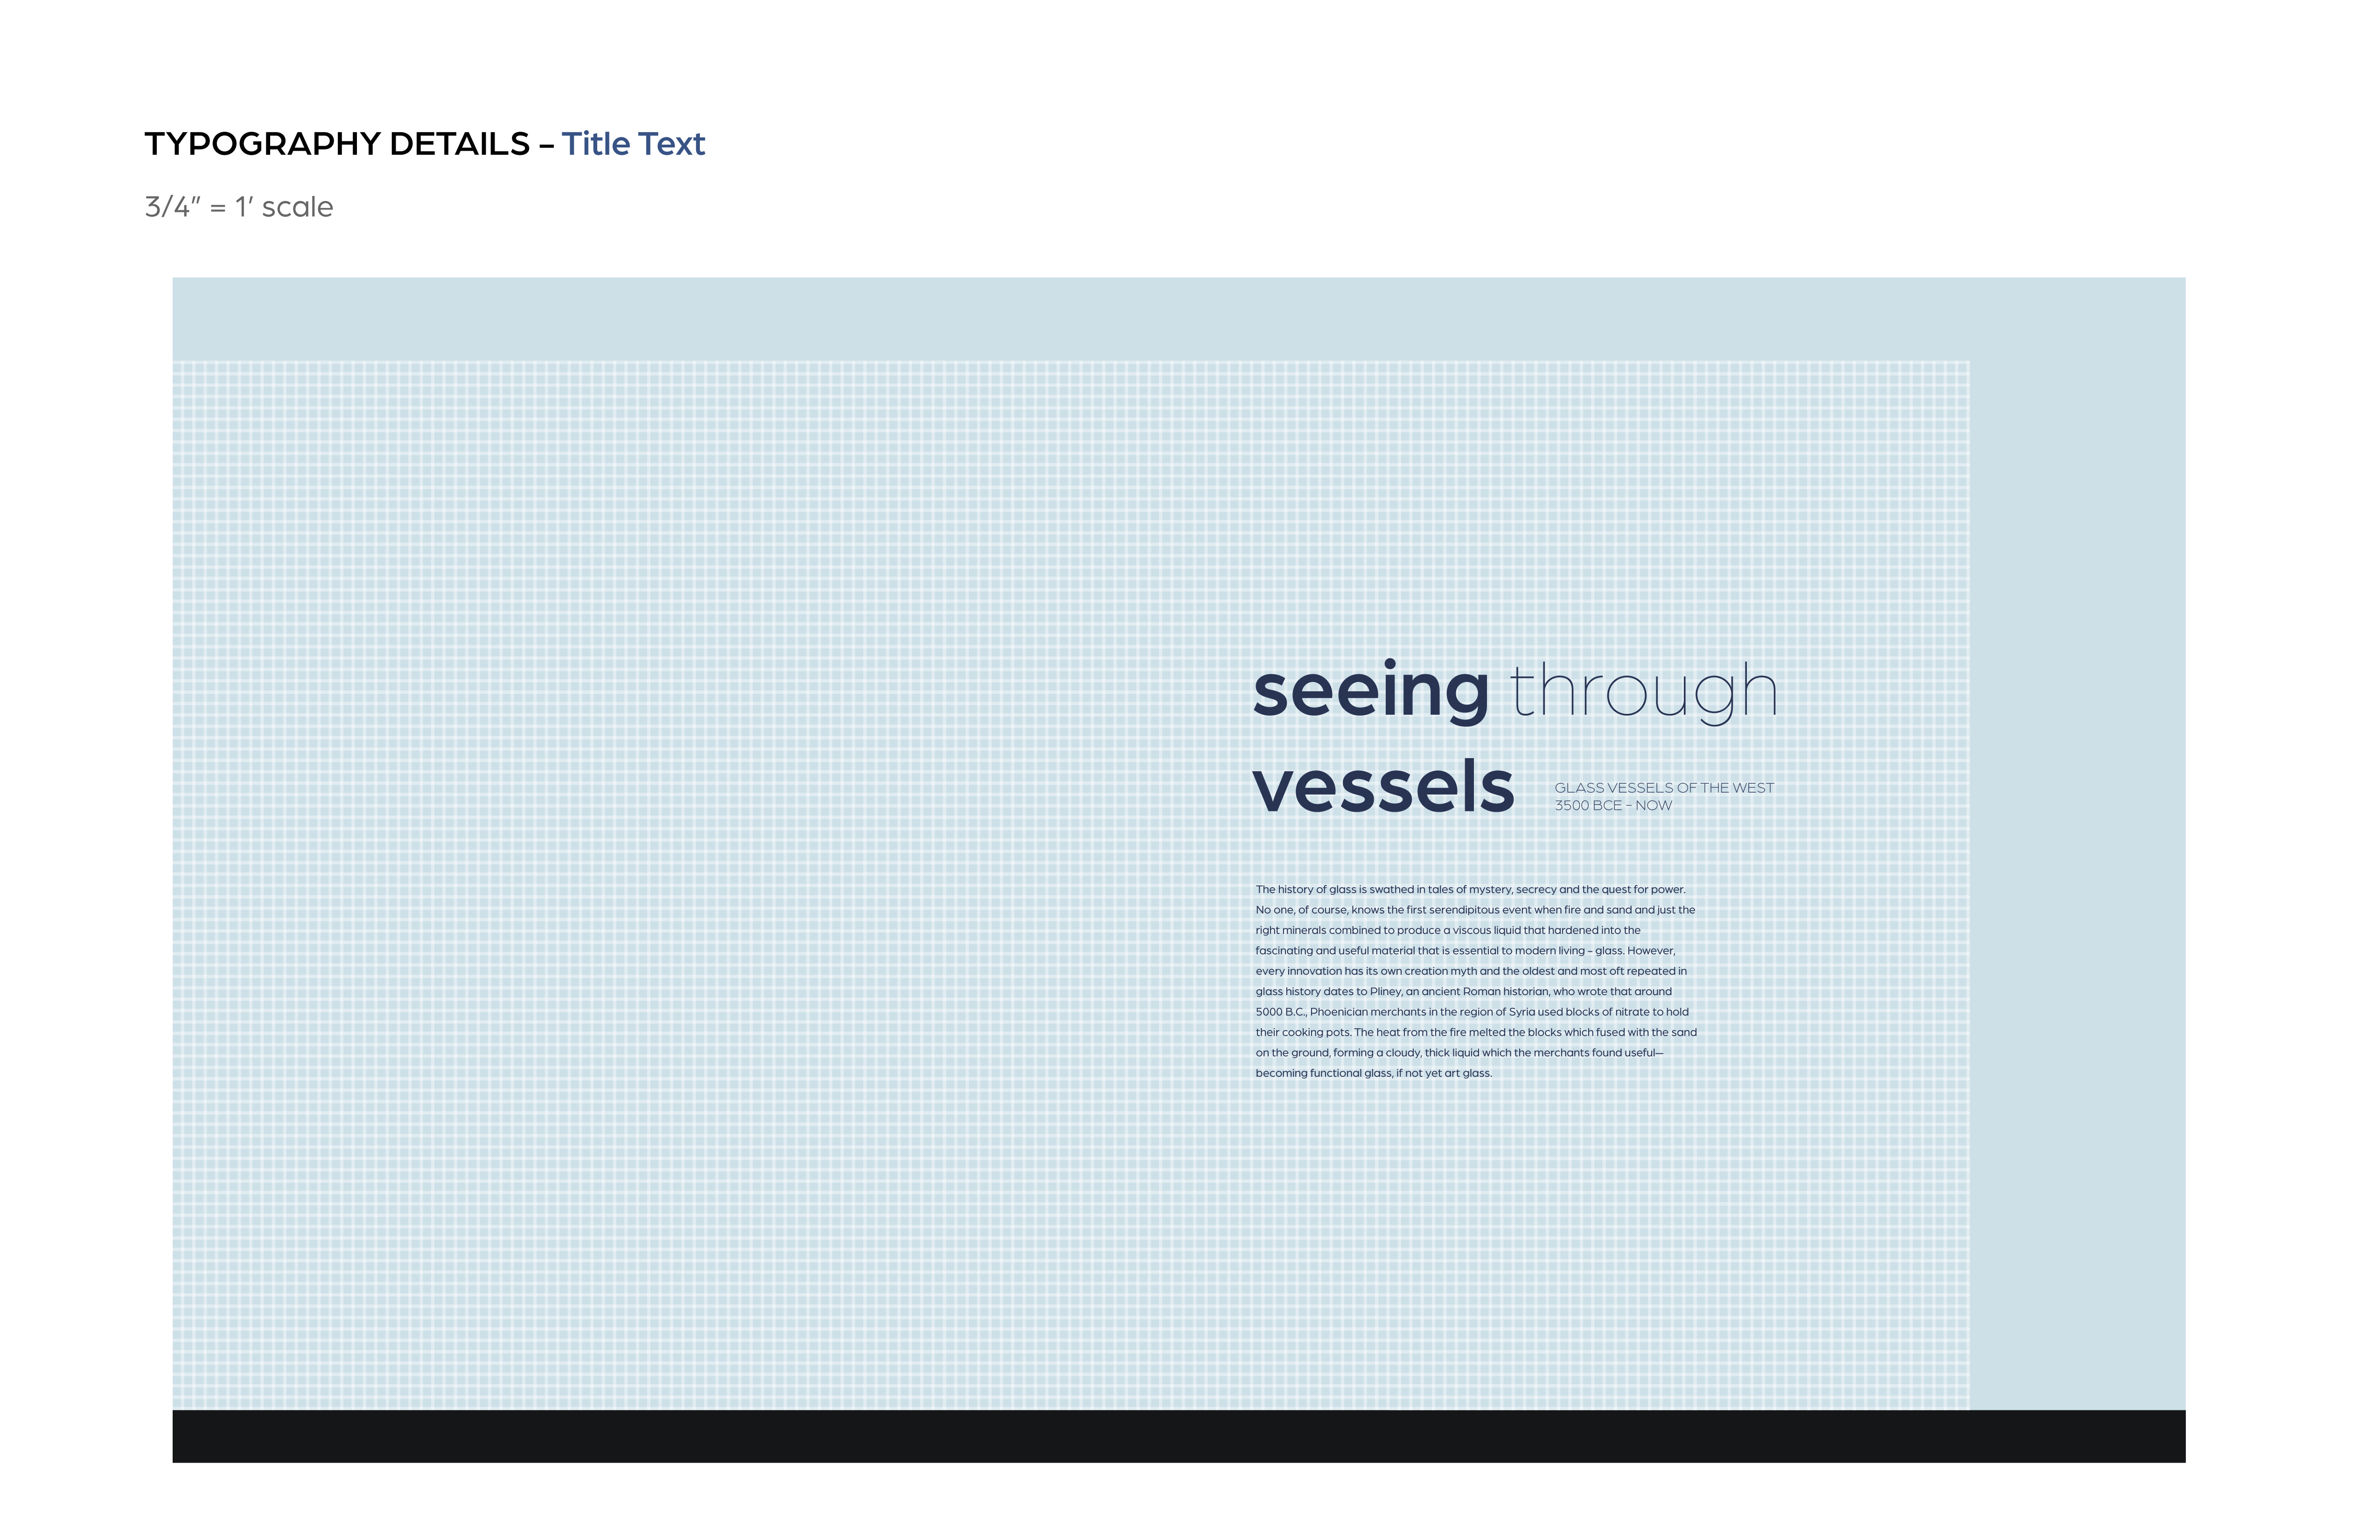 TYPOGRAPHY DETAILS – Title Text
3/4” = 1’ scale
seeing through
vessels
GLASS VESSELS OF THE WEST
3500 BCE – NOW
The history of glass is swathed in tales of mystery, secrecy and the quest for power.
No one, of course, knows the first serendipitous event when fire and sand and just the
right minerals combined to produce a viscous liquid that hardened into the
fascinating and useful material that is essential to modern living – glass. However,
every innovation has its own creation myth and the oldest and most oft repeated in
glass history dates to Pliney, an ancient Roman historian, who wrote that around
5000 B.C., Phoenician merchants in the region of Syria used blocks of nitrate to hold
their cooking pots. The heat from the fire melted the blocks which fused with the sand
on the ground, forming a cloudy, thick liquid which the merchants found useful—
becoming functional glass, if not yet art glass.